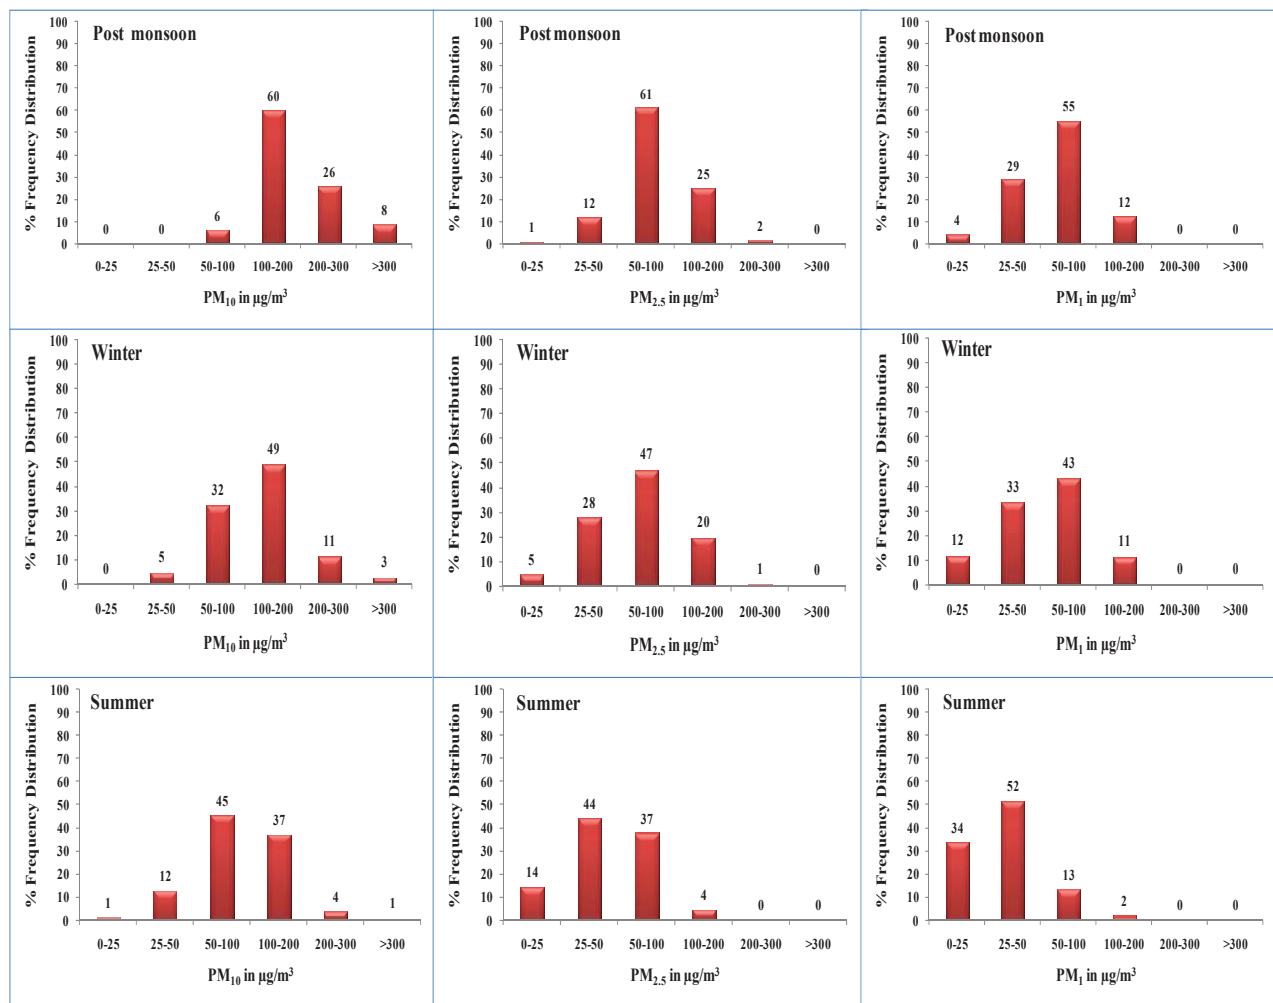 Post monsoon
% Frequency Distribution
100
90
80
70
60
50
40
30
20
10
0
0 0 6 60 26 8
0-25 25-50 50-100 100-200 200-300 >300
PM10 in µg/m³
Post monsoon
% Frequency Distribution
100
90
80
70
60
50
40
30
20
10
0
1 12 61 25 2 0
0-25 25-50 50-100 100-200 200-300 >300
PM2.5 in µg/m³
Post monsoon
% Frequency Distribution
100
90
80
70
60
50
40
30
20
10
0
4 29 55 12 0 0
0-25 25-50 50-100 100-200 200-300 >300
PM1 in µg/m³
Winter
% Frequency Distribution
100
90
80
70
60
50
40
30
20
10
0
0 5 32 49 11 3
0-25 25-50 50-100 100-200 200-300 >300
PM10 in µg/m³
Winter
% Frequency Distribution
100
90
80
70
60
50
40
30
20
10
0
5 28 47 20 1 0
0-25 25-50 50-100 100-200 200-300 >300
PM2.5 in µg/m³
Winter
% Frequency Distribution
100
90
80
70
60
50
40
30
20
10
0
12 33 43 11 0 0
0-25 25-50 50-100 100-200 200-300 >300
PM1 in µg/m³
Summer
% Frequency Distribution
100
90
80
70
60
50
40
30
20
10
0
1 12 45 37 4 1
0-25 25-50 50-100 100-200 200-300 >300
PM10 in µg/m³
Summer
% Frequency Distribution
100
90
80
70
60
50
40
30
20
10
0
14 44 37 4 0 0
0-25 25-50 50-100 100-200 200-300 >300
PM2.5 in µg/m³
Summer
% Frequency Distribution
100
90
80
70
60
50
40
30
20
10
0
34 52 13 2 0 0
0-25 25-50 50-100 100-200 200-300 >300
PM1 in µg/m³